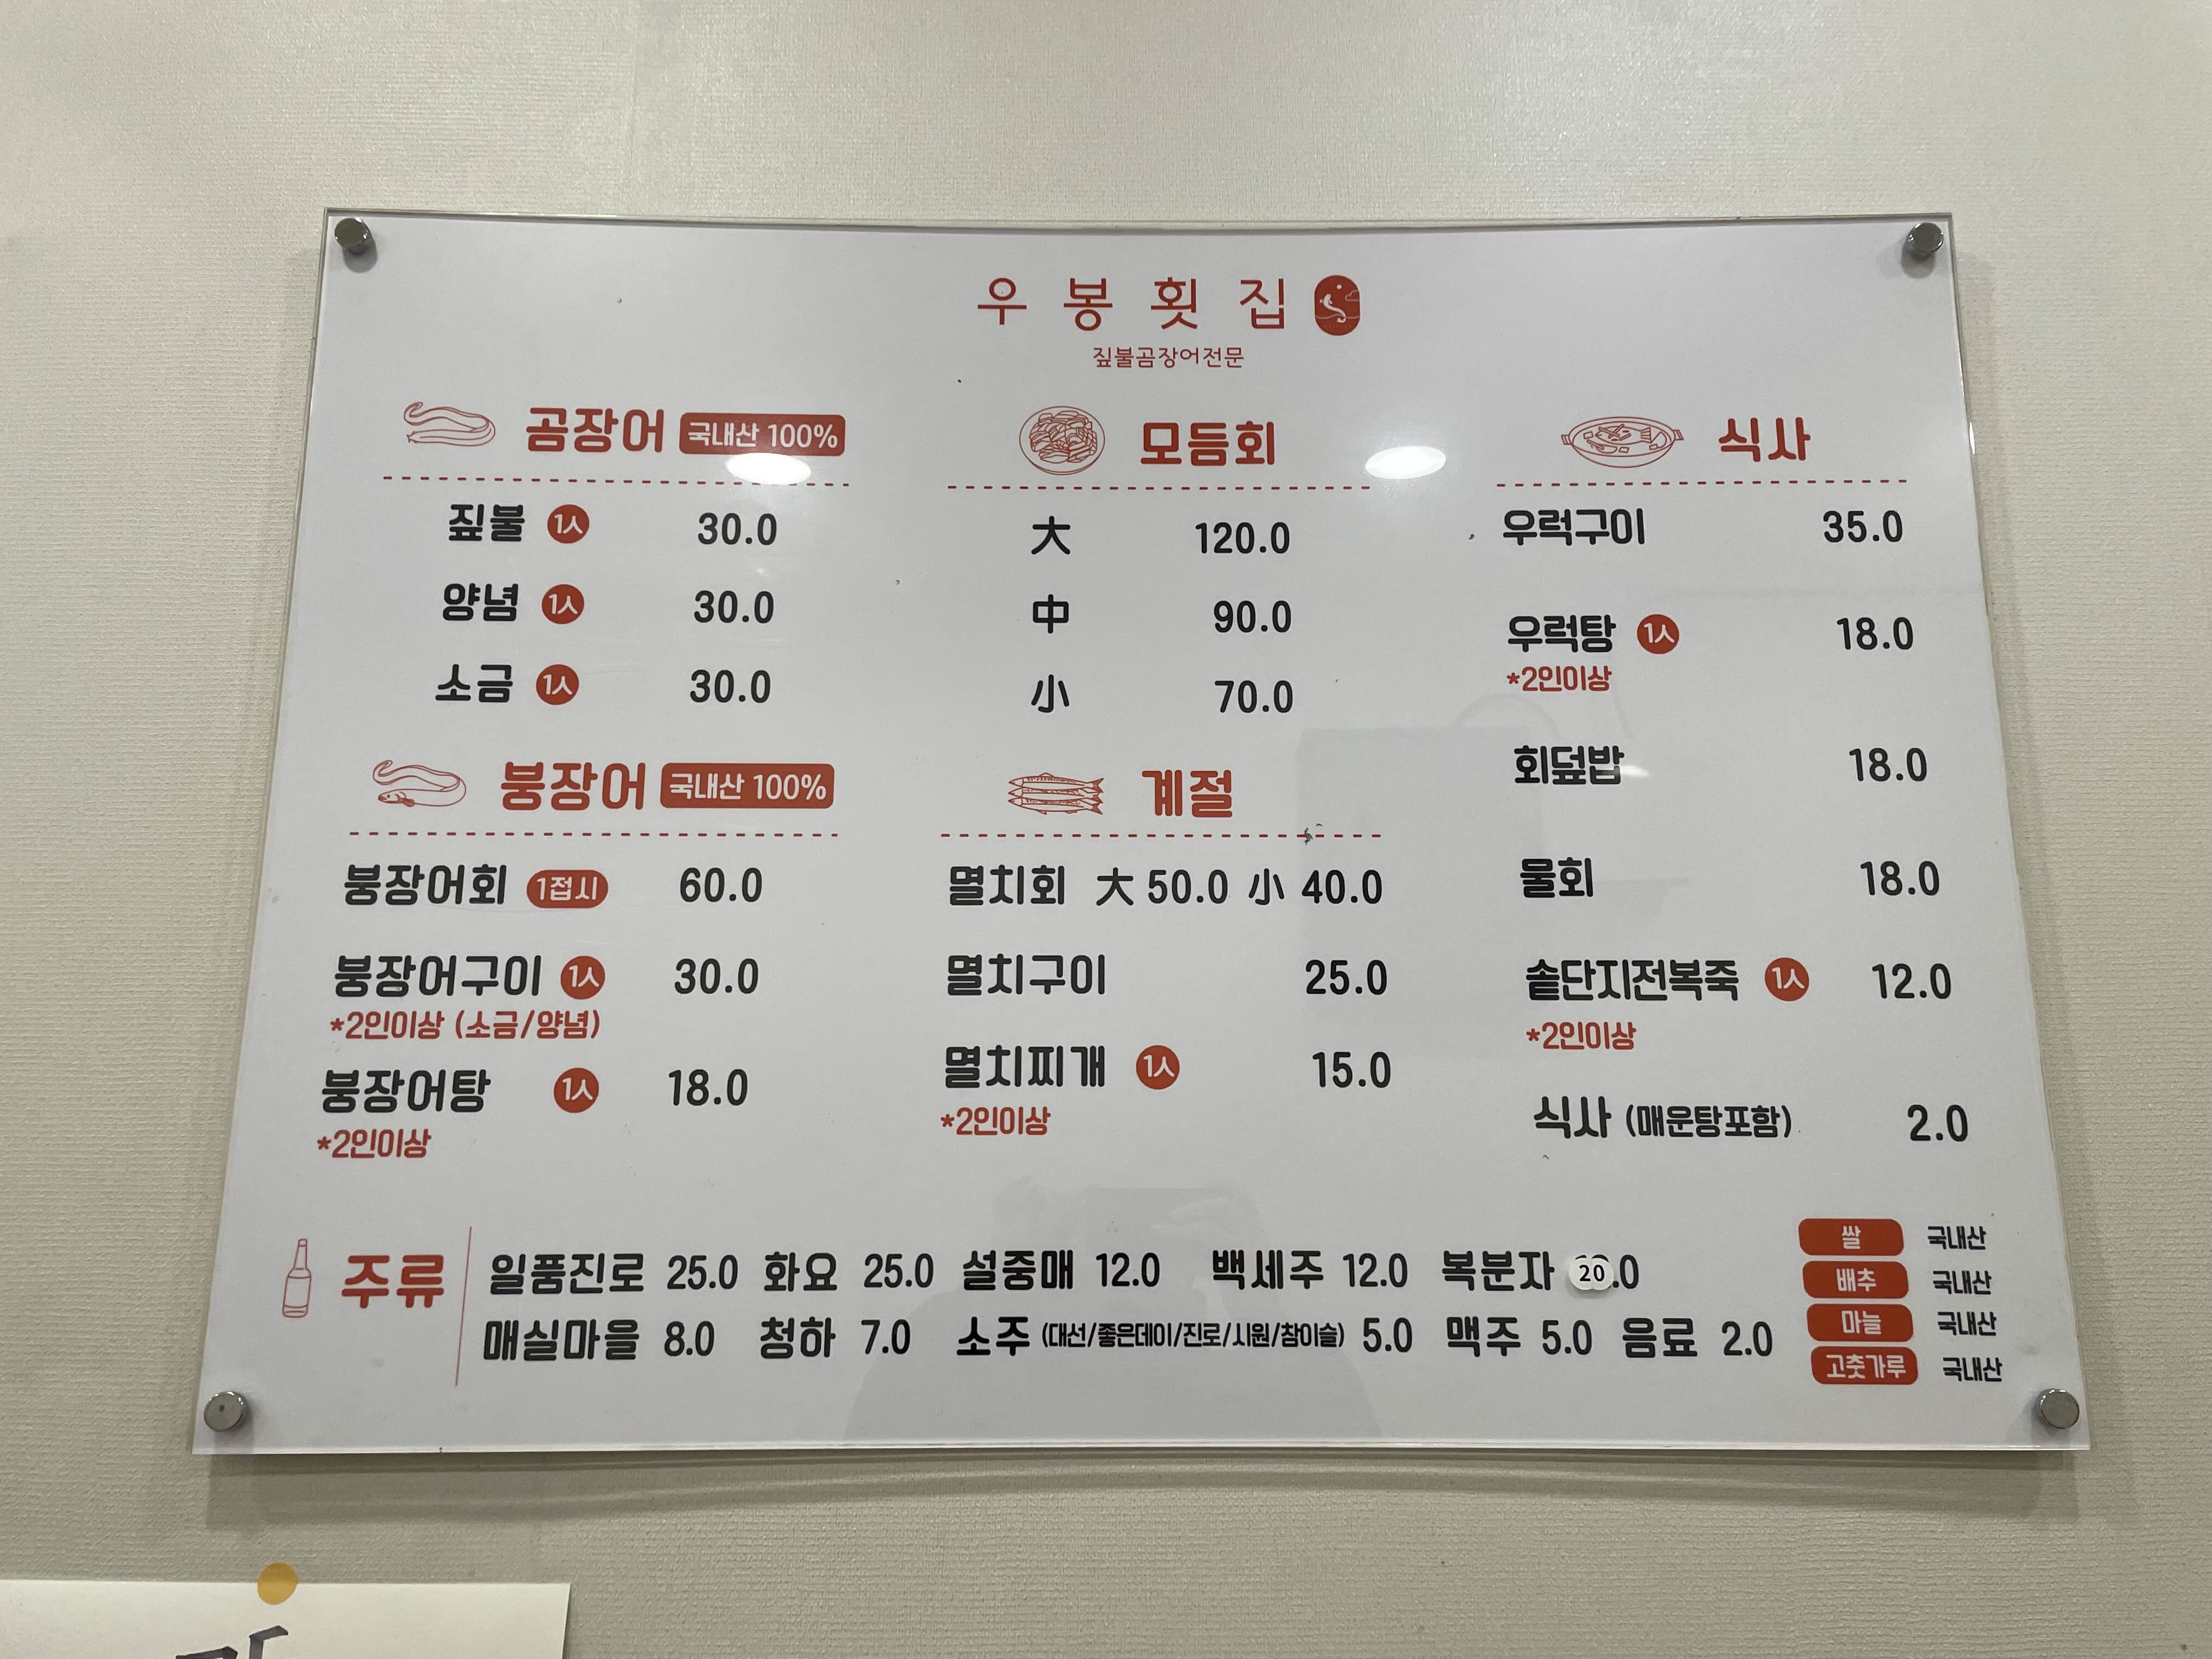 우봉횟집
짚불곰장어전문
곰장어 국내산 100%
짚불 1人 30.0
양념 1人 30.0
소금 1人 30.0
붕장어 국내산 100%
붕장어회 1접시 60.0
붕장어구이 1人 30.0
*2인이상 (소금/양념)
붕장어탕 1人 18.0
*2인이상
모듬회
大 120.0
中 90.0
小 70.0
계절
멸치회 大 50.0 小 40.0
멸치구이 25.0
멸치찌개 1人 15.0
*2인이상
식사
우럭구이 35.0
우럭탕 1人 18.0
*2인이상
회덮밥 18.0
물회 18.0
솥단지전복죽 1人 12.0
*2인이상
식사 (매운탕포함) 2.0
주류
일품진로 25.0 화요 25.0 설중매 12.0 백세주 12.0 복분자 20.0
매실마을 8.0 청하 7.0 소주 (대선/좋은데이/진로/시원/참이슬) 5.0 맥주 5.0 음료 2.0
쌀 국내산
배추 국내산
마늘 국내산
고춧가루 국내산